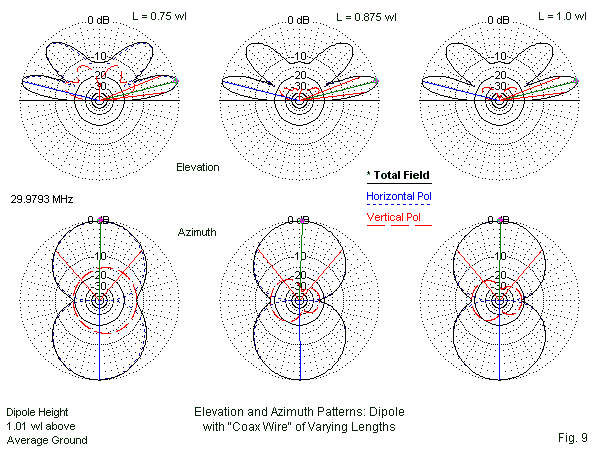 L = 0.75 wl
L = 0.875 wl
L = 1.0 wl
0 dB
10
20
30
0 dB
10
20
30
0 dB
10
20
30
Elevation
* Total Field
Horizontal Pol
Vertical Pol
29.9793 MHz
Azimuth
0 dB
10
20
30
0 dB
10
20
30
0 dB
10
20
30
Dipole Height
1.01 wl above
Average Ground
Elevation and Azimuth Patterns: Dipole
with "Coax Wire" of Varying Lengths
Fig. 9